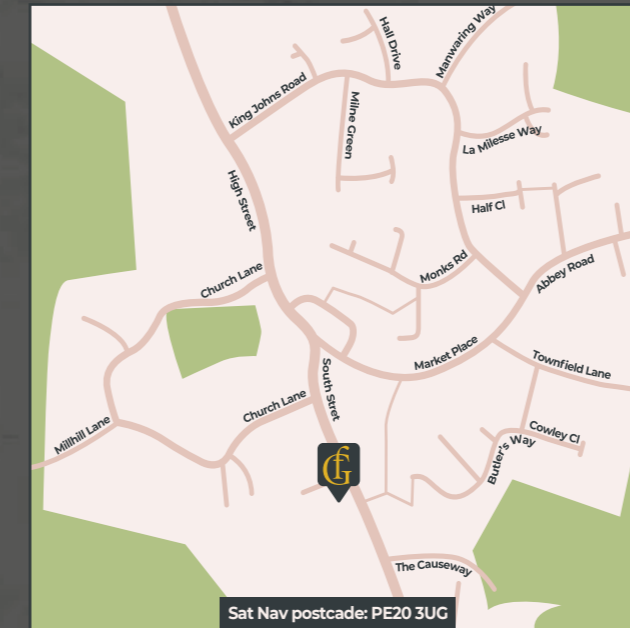 Hall Drive
Manwaring Way
King Johns Road
Milne Green
La Milesse Way
High Street
Half Cl
Church Lane
Monks Rd
Abbey Road
Market Place
Townfield Lane
South Stret
Church Lane
Millhill Lane
Cowley Cl
Butler's Way
fG
The Causeway
Sat Nav postcode: PE20 3UG